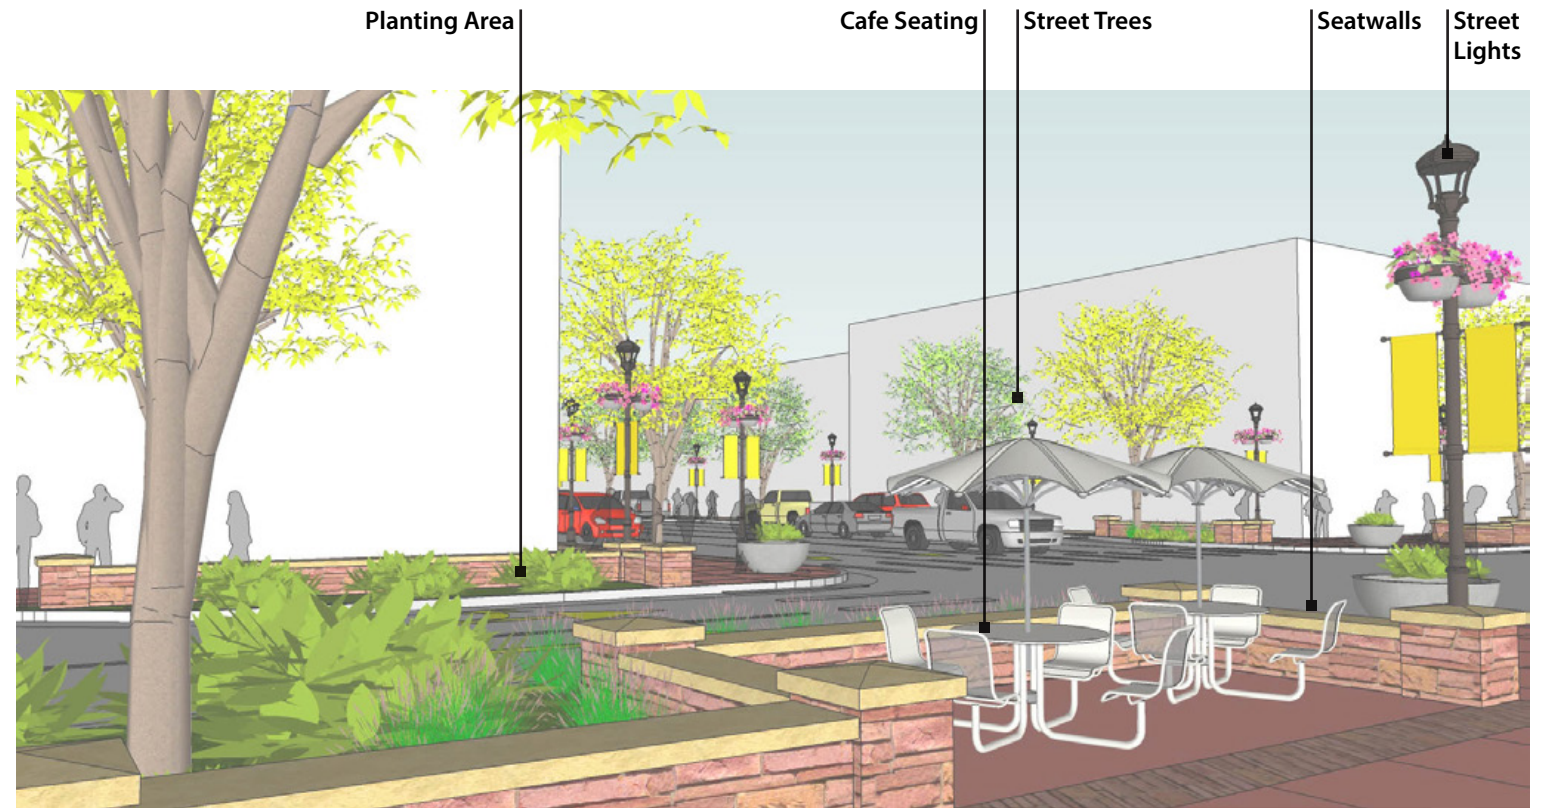 Planting Area
Cafe Seating
Street Trees
Seatwalls
Street
Lights